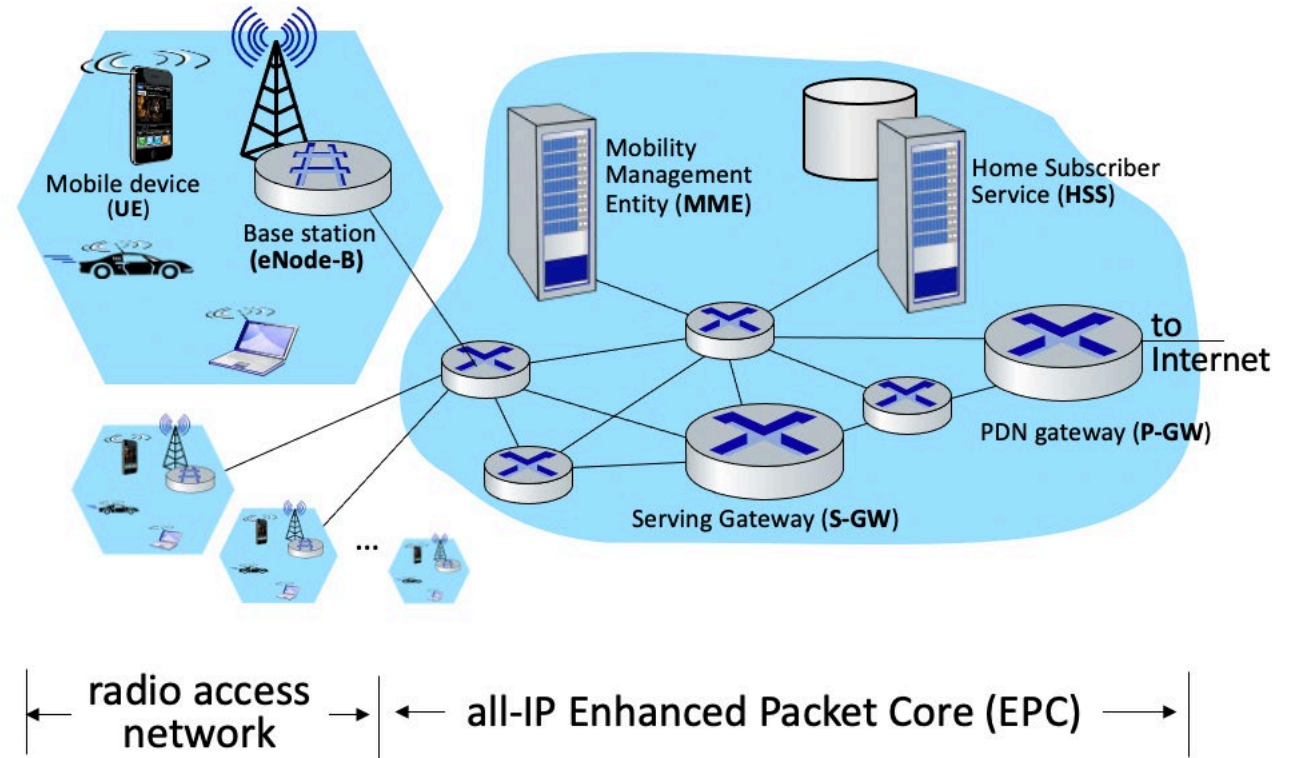 Mobile device
(UE)
Base station
(eNode-B)
Mobility
Management
Entity (MME)
Home Subscriber
Service (HSS)
to
Internet
PDN gateway (P-GW)
Serving Gateway (S-GW)
...
radio access
network
all-IP Enhanced Packet Core (EPC)